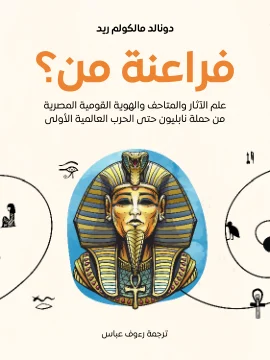 دونالد مالكولم ريد
فراعنة من؟
علم الآثار والمتاحف والهوية القومية المصرية
من حملة نابليون حتى الحرب العالمية الأولى
ترجمة رءوف عباس